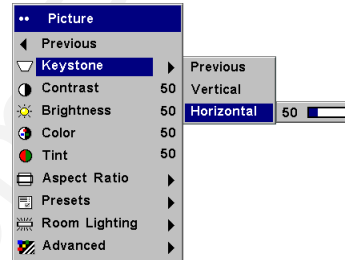 Picture
Previous
Keystone
Contrast 50
Brightness 50
Color 50
Tint 50
Aspect Ratio
Presets
Room Lighting
Advanced
Previous
Vertical
Horizontal 50